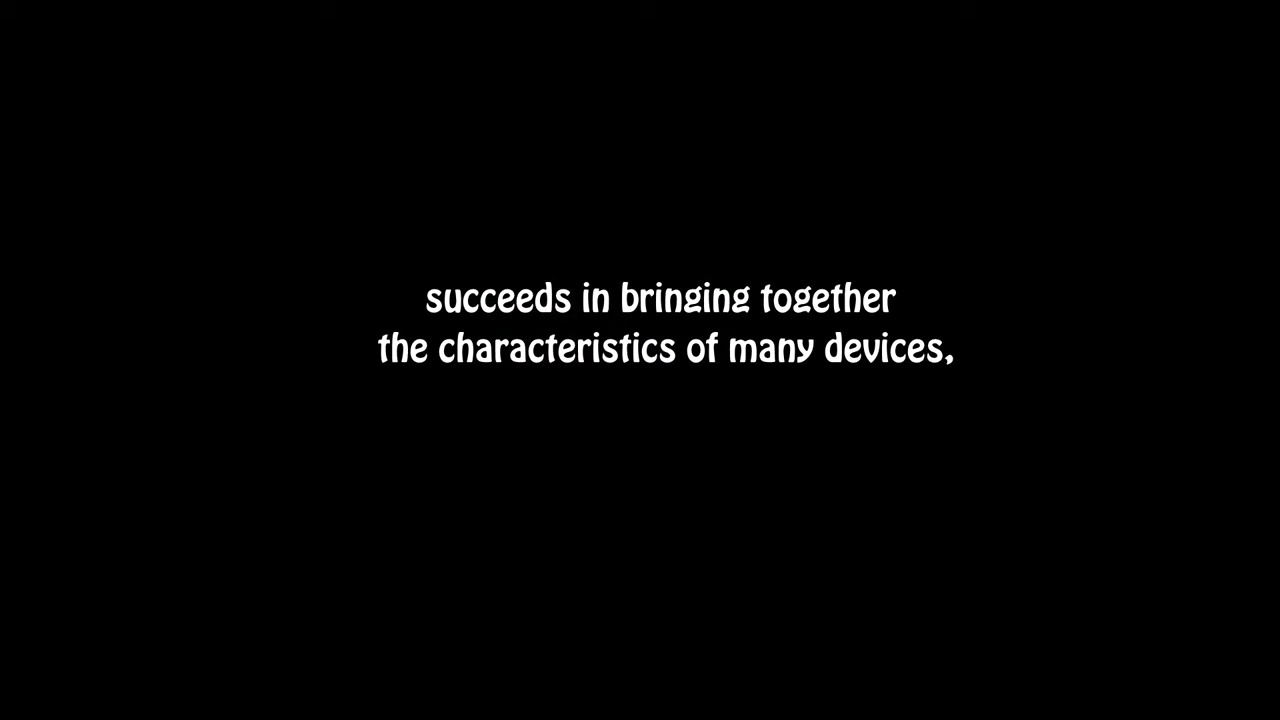 succeeds in bringing together
the characteristics of many devices,